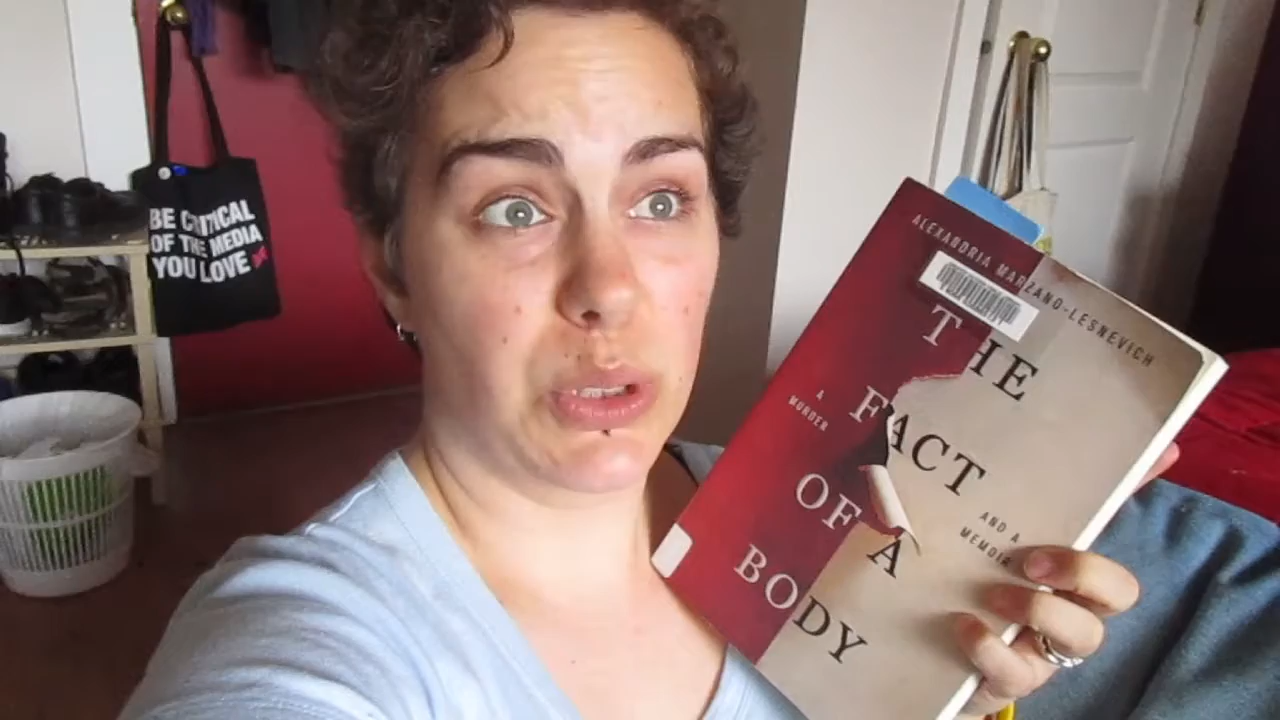 BE CRITICAL
OF THE MEDIA
YOU LOVE
ALEXANDRIA MARZANO-LESNEVICH
THE
FACT
OF A
BODY
A
MURDER
AND A
MEMOIR